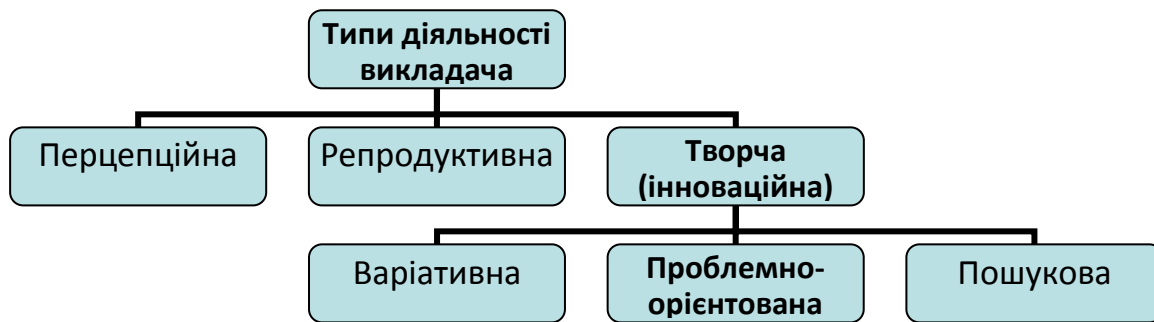 Типи діяльності
викладача
Перцепційна
Репродуктивна
Творча
(інноваційна)
Варіативна
Проблемно-
орієнтована
Пошукова